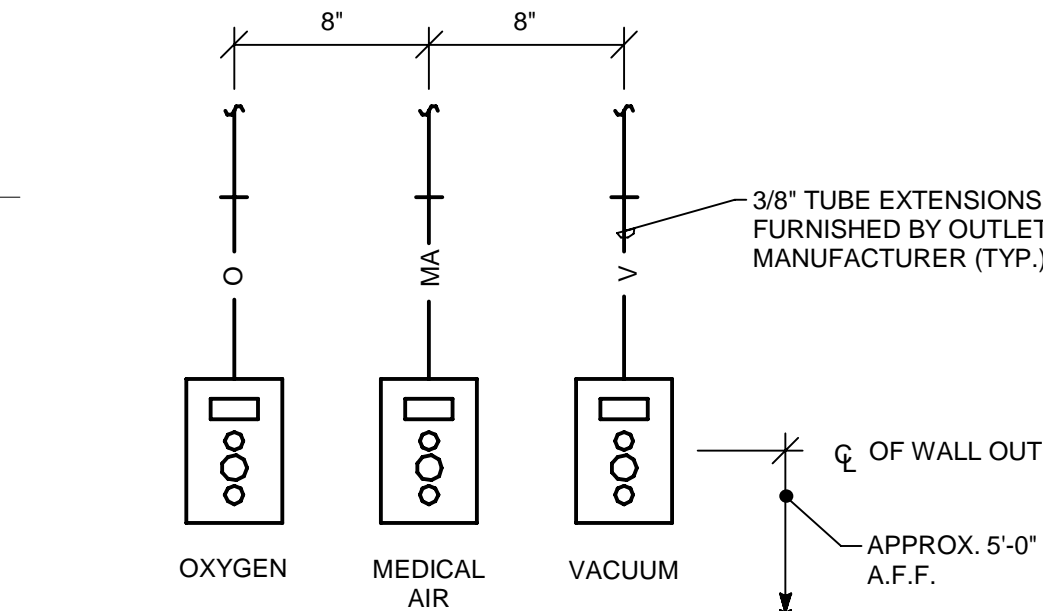 8" 8"
3/8" TUBE EXTENSIONS
FURNISHED BY OUTLET
MANUFACTURER (TYP.)
O MA V
℄ OF WALL OUT
APPROX. 5'-0"
A.F.F.
OXYGEN
MEDICAL
AIR
VACUUM